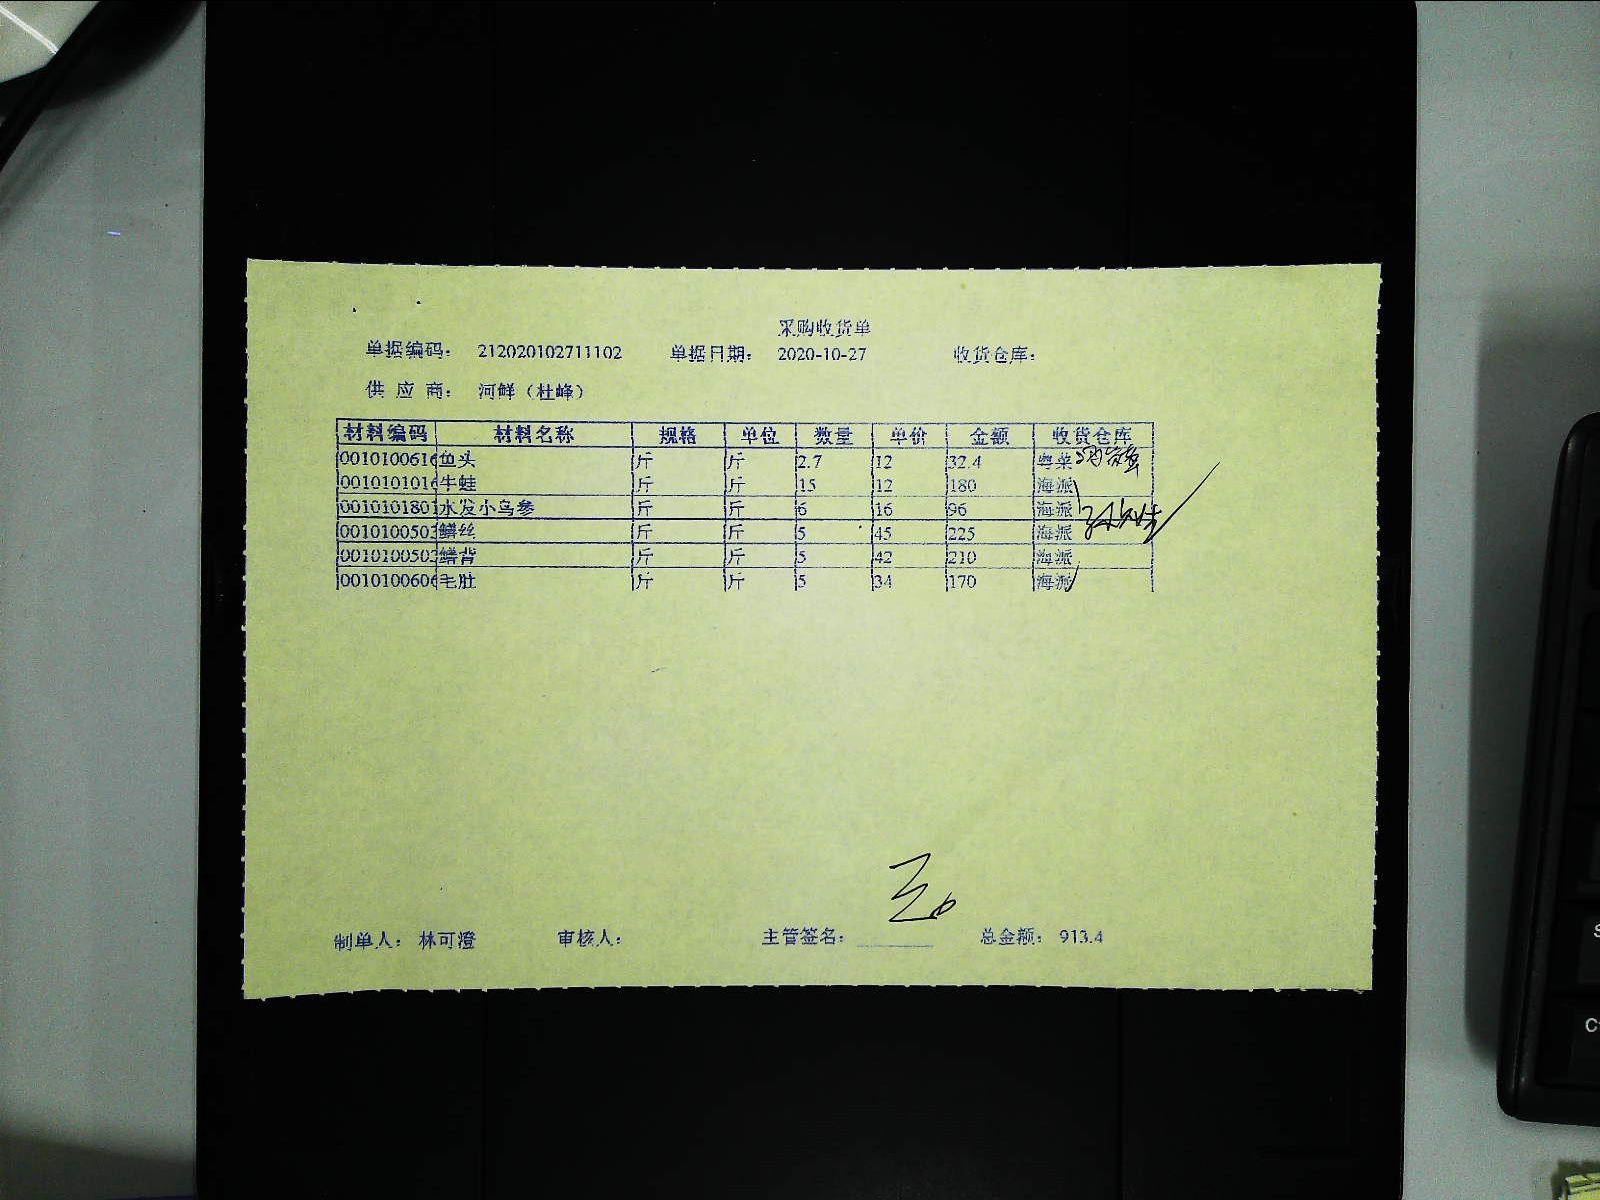 采购收货单
单据编码： 212020102711102 单据日期： 2020-10-27 收货仓库：
供 应 商： 河鲜（杜峰）
材料编码 材料名称 规格 单位 数量 单价 金额 收货仓库
001010061 鱼头 斤 斤 2.7 12 32.4 粤菜
001010101 牛蛙 斤 斤 15 12 180 海派
001010180 水发小乌参 斤 斤 6 16 96 海派
001010050 鳝丝 斤 斤 5 45 225 海派
001010050 鳝背 斤 斤 5 42 210 海派
001010060 毛肚 斤 斤 5 34 170 海派
制单人： 林可澄 审核人： 主管签名： 总金额： 913.4